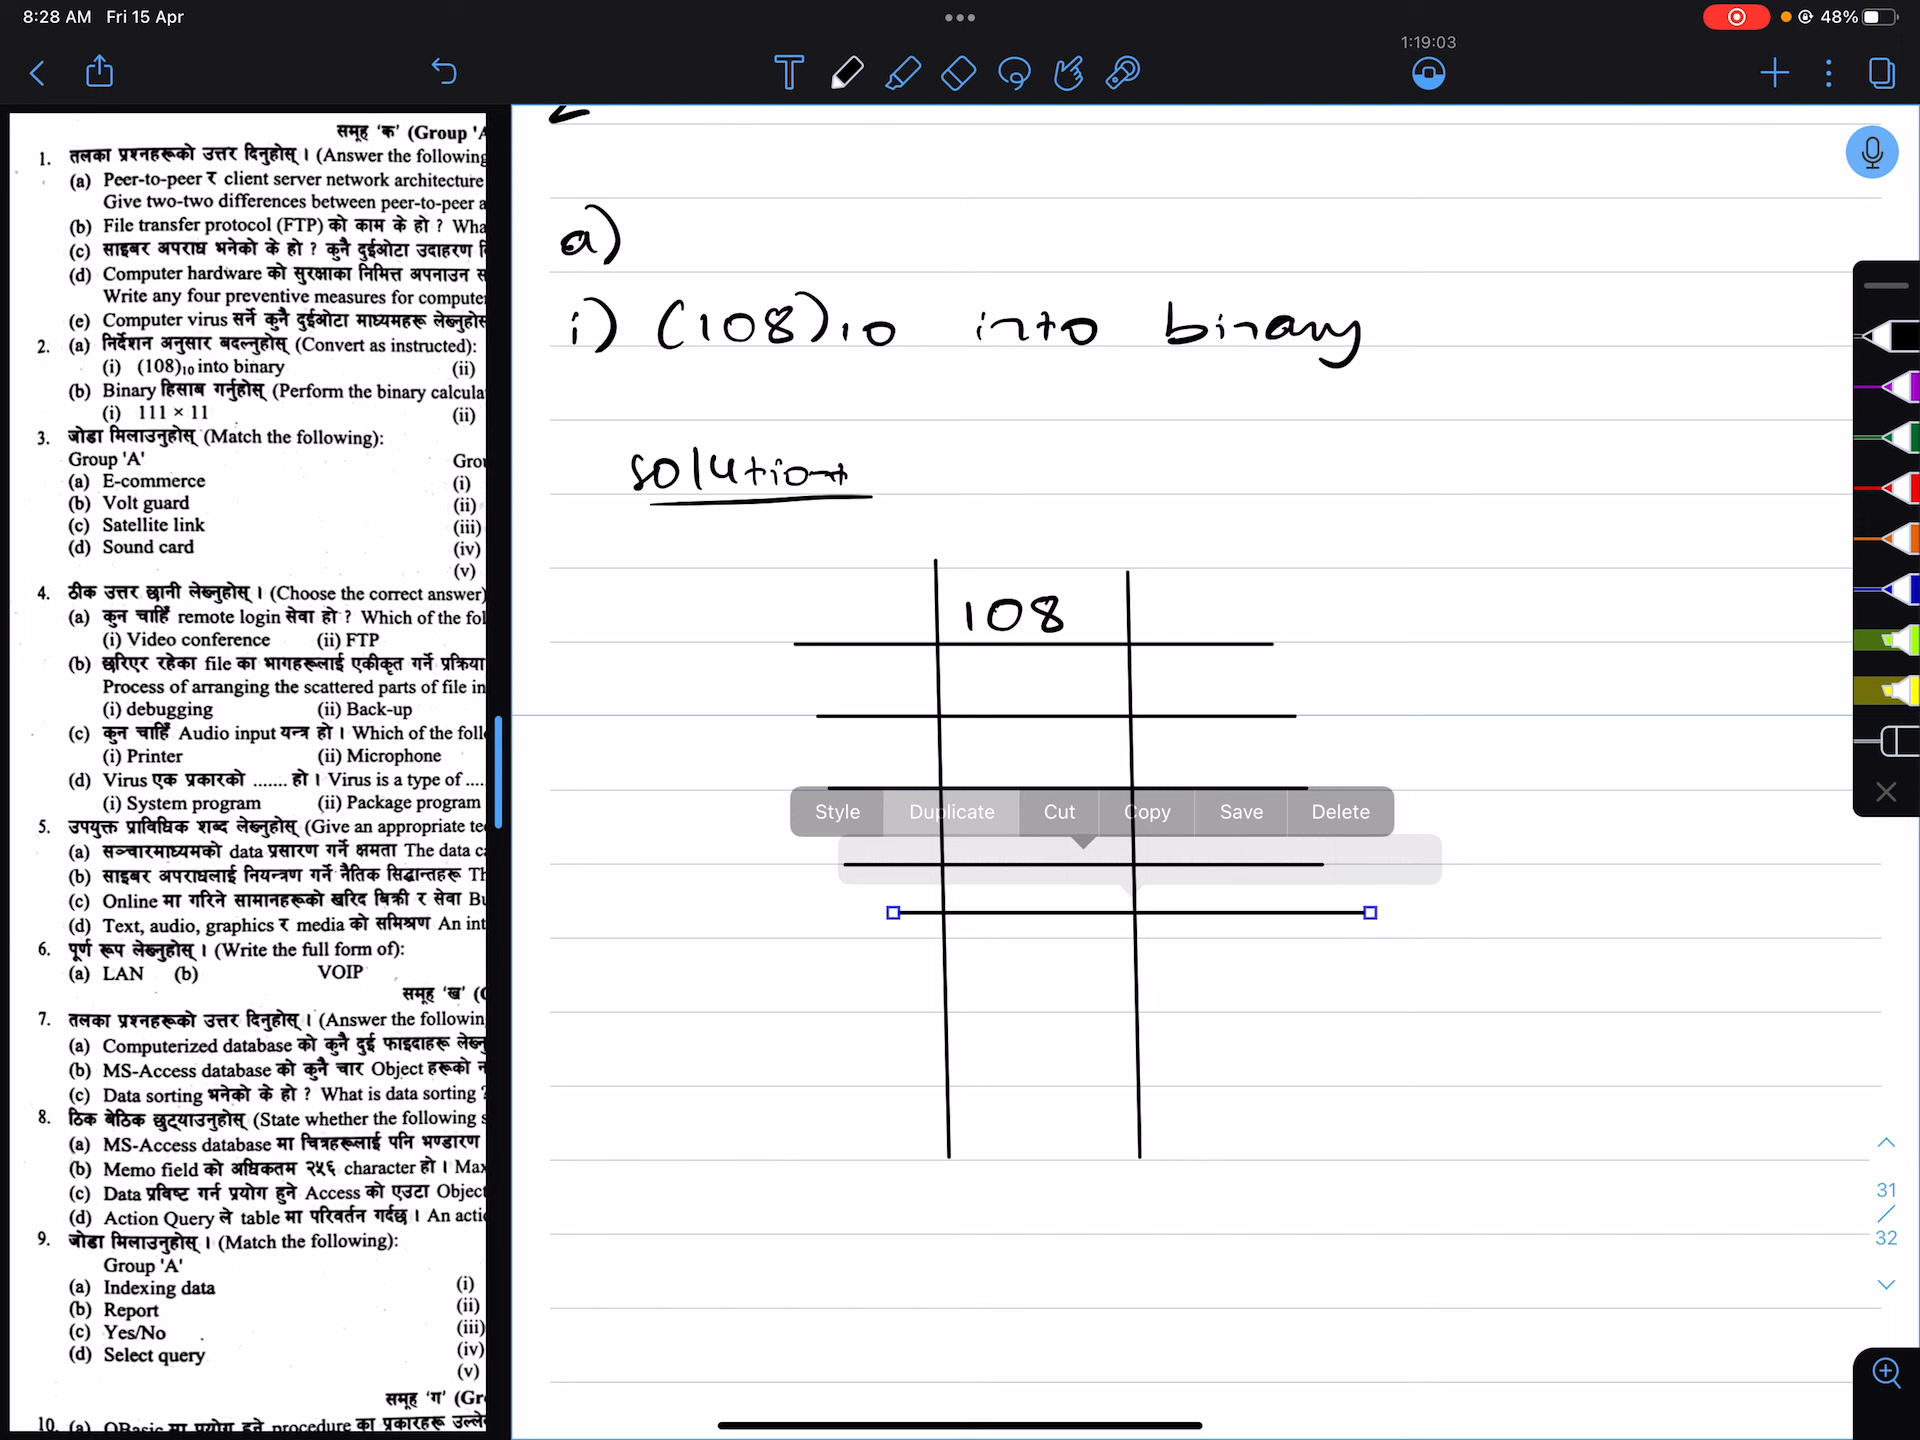 8:28 AM Fri 15 Apr
48%
1:19:03
समूह 'क' (Group 'A
1. तलका प्रश्नहरूको उत्तर दिनुहोस् । (Answer the following
(a) Peer-to-peer र client server network architecture
Give two-two differences between peer-to-peer a
(b) File transfer protocol (FTP) को काम के हो ? Wha
(c) साइबर अपराध भनेको के हो ? कुनै दुईओटा उदाहरण
(d) Computer hardware को सुरक्षाका निमित्त अपनाउन स
Write any four preventive measures for compute
(e) Computer virus सर्ने कुनै दुईओटा माध्यमहरू लेख्नुहोस
2. (a) निर्देशन अनुसार बदल्नुहोस् (Convert as instructed):
(i) (108)₁₀ into binary (ii)
(b) Binary हिसाब गर्नुहोस् (Perform the binary calcula
(i) 111 × 11 (ii)
3. जोडा मिलाउनुहोस् (Match the following):
Group 'A' Grou
(a) E-commerce (i)
(b) Volt guard (ii)
(c) Satellite link (iii)
(d) Sound card (iv)
(v)
4. ठीक उत्तर छानी लेख्नुहोस् । (Choose the correct answer)
(a) कुन चाहिँ remote login सेवा हो ? Which of the fol
(i) Video conference (ii) FTP
(b) छरिएर रहेका file का भागहरूलाई एकीकृत गर्ने प्रक्रिया
Process of arranging the scattered parts of file in
(i) debugging (ii) Back-up
(c) कुन चाहिँ Audio input यन्त्र हो । Which of the foll
(i) Printer (ii) Microphone
(d) Virus एक प्रकारको ....... हो । Virus is a type of ....
(i) System program (ii) Package program
5. उपयुक्त प्राविधिक शब्द लेख्नुहोस् (Give an appropriate te
(a) सञ्चारमाध्यमको data प्रसारण गर्ने क्षमता The data c
(b) साइबर अपराधलाई नियन्त्रण गर्ने नैतिक सिद्धान्तहरू Th
(c) Online मा गरिने सामानहरूको खरिद बिक्री र सेवा Bu
(d) Text, audio, graphics र media को समिश्रण An int
6. पूर्ण रूप लेख्नुहोस् । (Write the full form of):
(a) LAN (b) VOIP
समूह 'ख' (G
7. तलका प्रश्नहरूको उत्तर दिनुहोस् । (Answer the followin
(a) Computerized database को कुनै दुई फाइदाहरू लेख्नु
(b) MS-Access database को कुनै चार Object हरूको न
(c) Data sorting भनेको के हो ? What is data sorting ?
8. ठिक बेठिक छुट्याउनुहोस् (State whether the following s
(a) MS-Access database मा चित्रहरूलाई पनि भण्डारण
(b) Memo field को अधिकतम २५६ character हो । Max
(c) Data प्रविष्ट गर्न प्रयोग हुने Access को एउटा Object
(d) Action Query ले table मा परिवर्तन गर्दछ । An acti
9. जोडा मिलाउनुहोस् । (Match the following):
Group 'A'
(a) Indexing data (i)
(b) Report (ii)
(c) Yes/No (iii)
(d) Select query (iv)
(v)
समूह 'ग' (Gr
10. (a) QBasic मा प्रयोग हुने procedure का प्रकारहरू उल्ले
a)
i) (108)₁₀ into binary
solution
108
Style Duplicate Cut Copy Save Delete
31
/
32